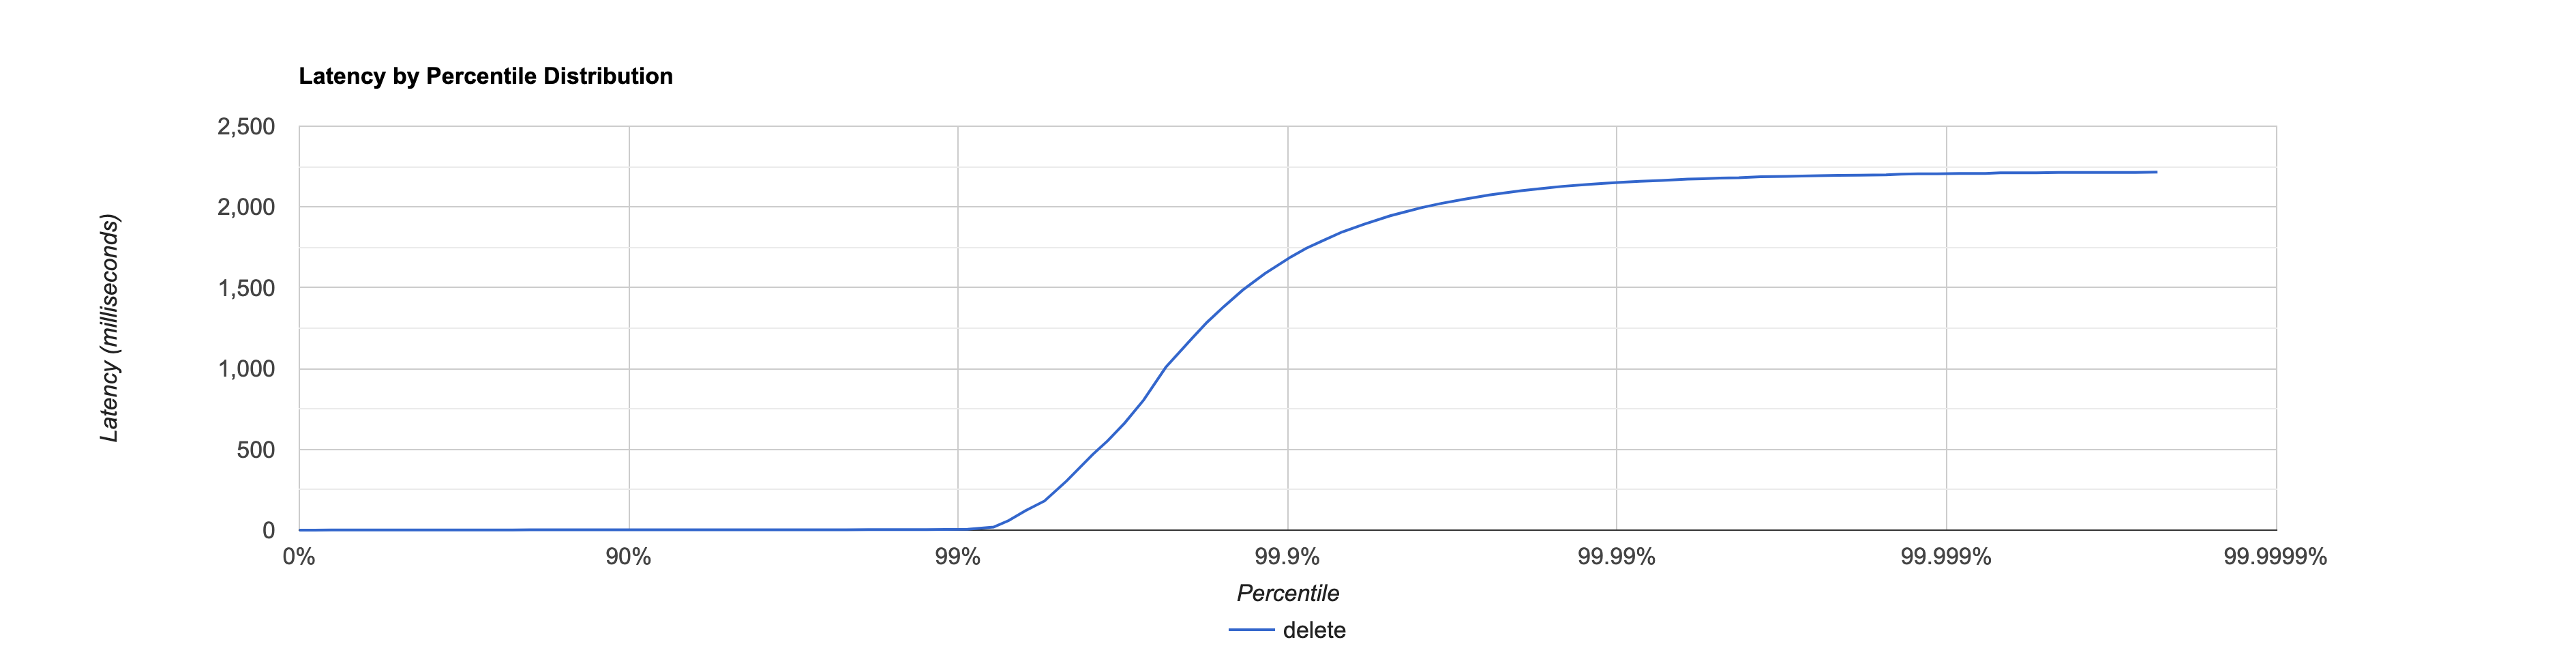 Latency by Percentile Distribution
2,500
2,000
1,500
1,000
500
0
Latency (milliseconds)
0% 90% 99% 99.9% 99.99% 99.999% 99.9999%
Percentile
delete